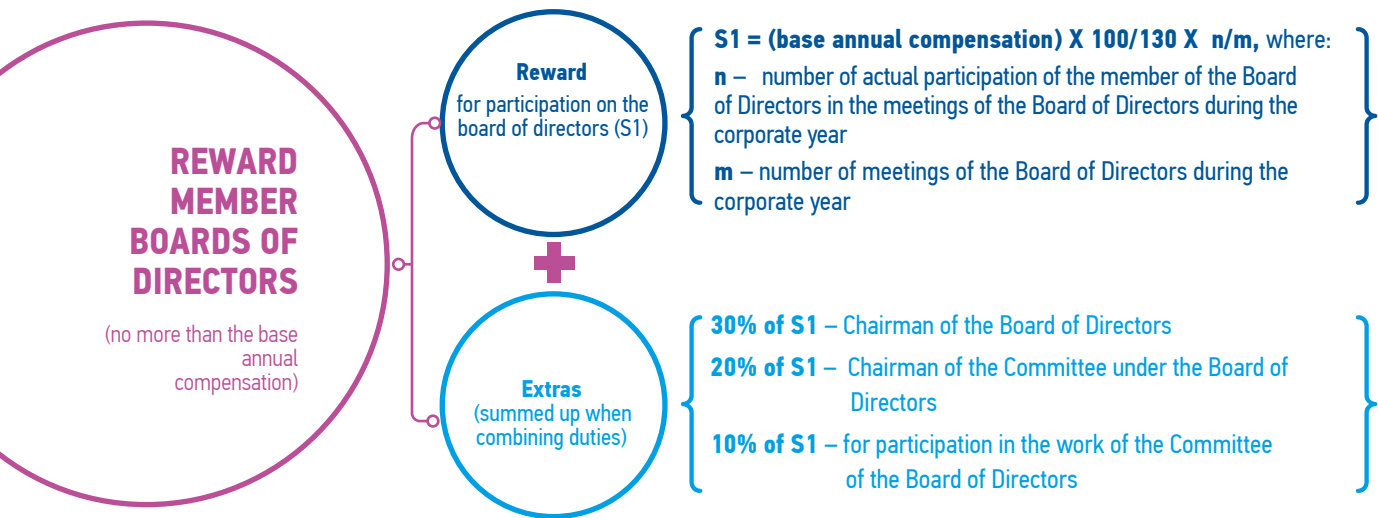 REWARD
MEMBER
BOARDS OF
DIRECTORS
(no more than the base
annual
compensation)
Reward
for participation on the
board of directors (S1)
S1 = (base annual compensation) X 100/130 X n/m, where:
n – number of actual participation of the member of the Board
of Directors in the meetings of the Board of Directors during the
corporate year
m – number of meetings of the Board of Directors during the
corporate year
Extras
(summed up when
combining duties)
30% of S1 – Chairman of the Board of Directors
20% of S1 – Chairman of the Committee under the Board of
Directors
10% of S1 – for participation in the work of the Committee
of the Board of Directors